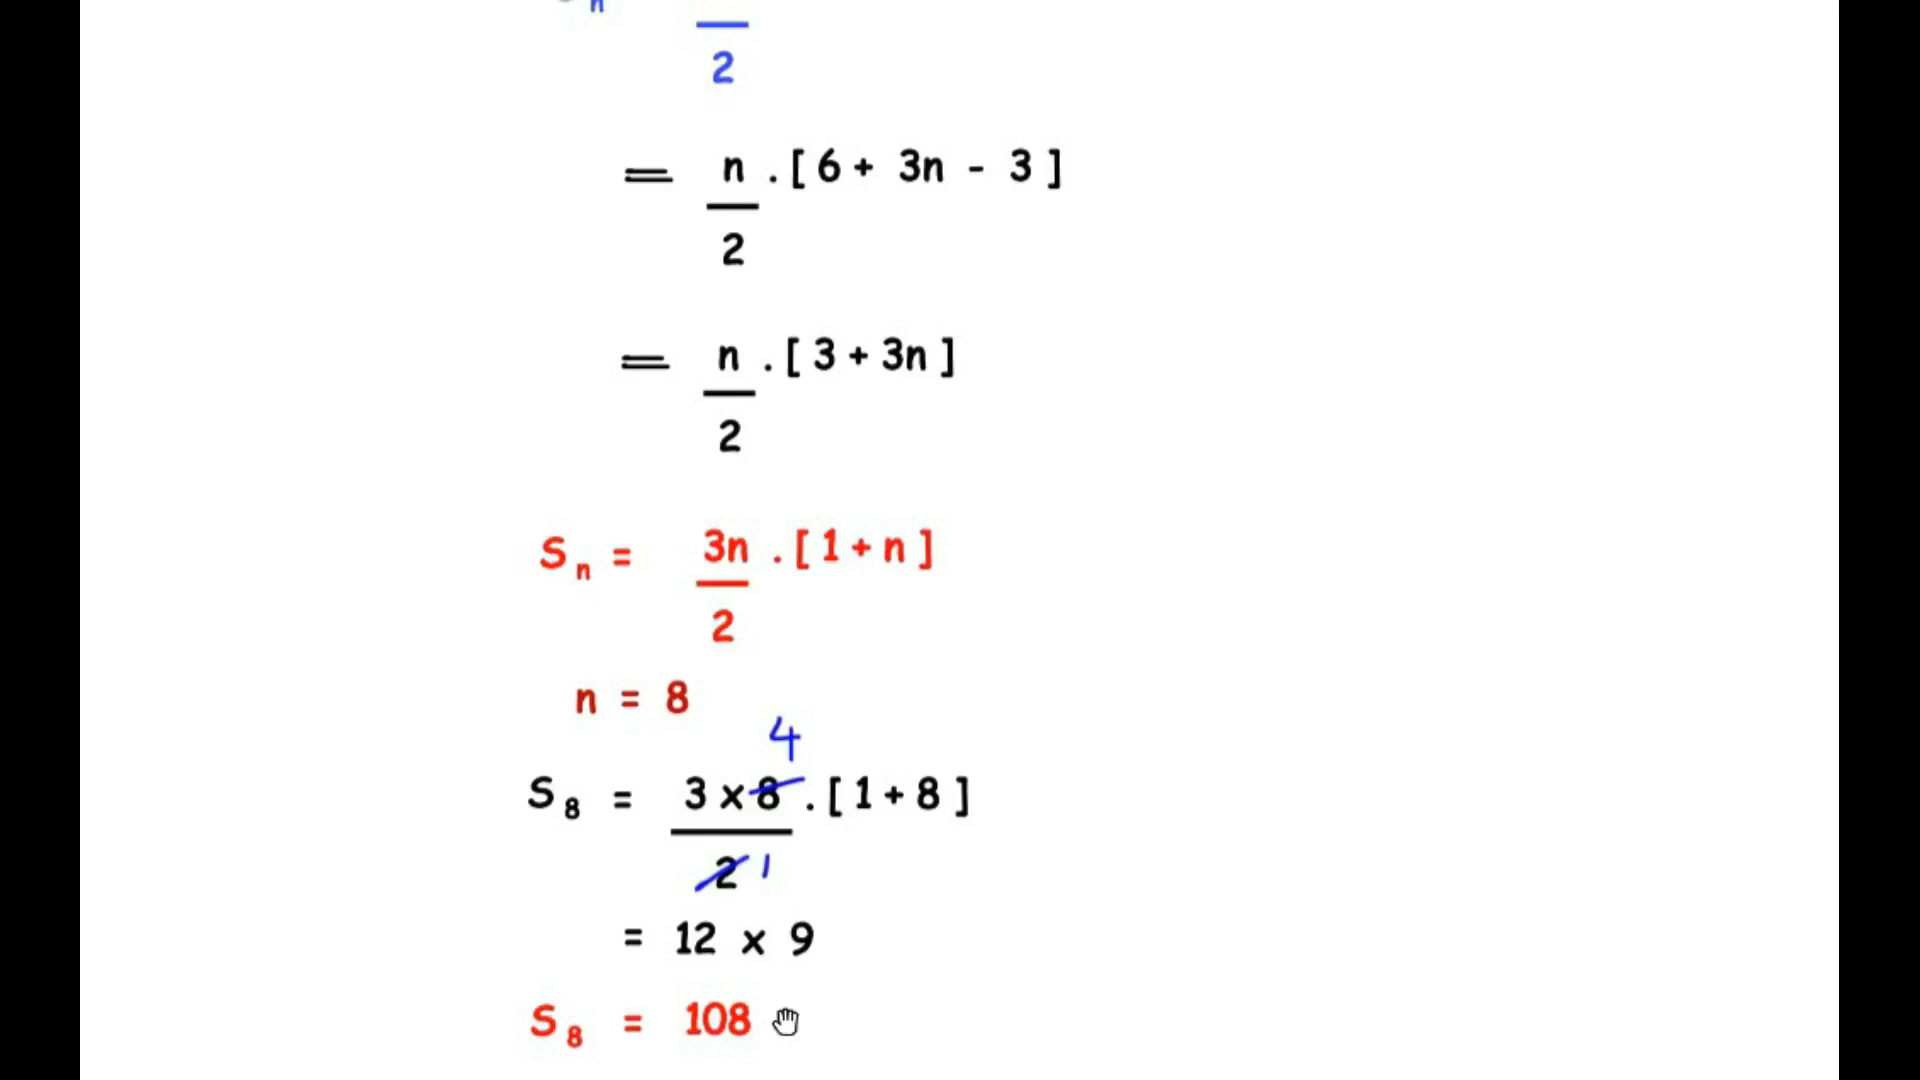 n
2
= n . [ 6 + 3n - 3 ]
2
= n . [ 3 + 3n ]
2
S n = 3n . [ 1 + n ]
2
n = 8
4
S 8 = 3 x 8 . [ 1 + 8 ]
2 1
= 12 x 9
S 8 = 108